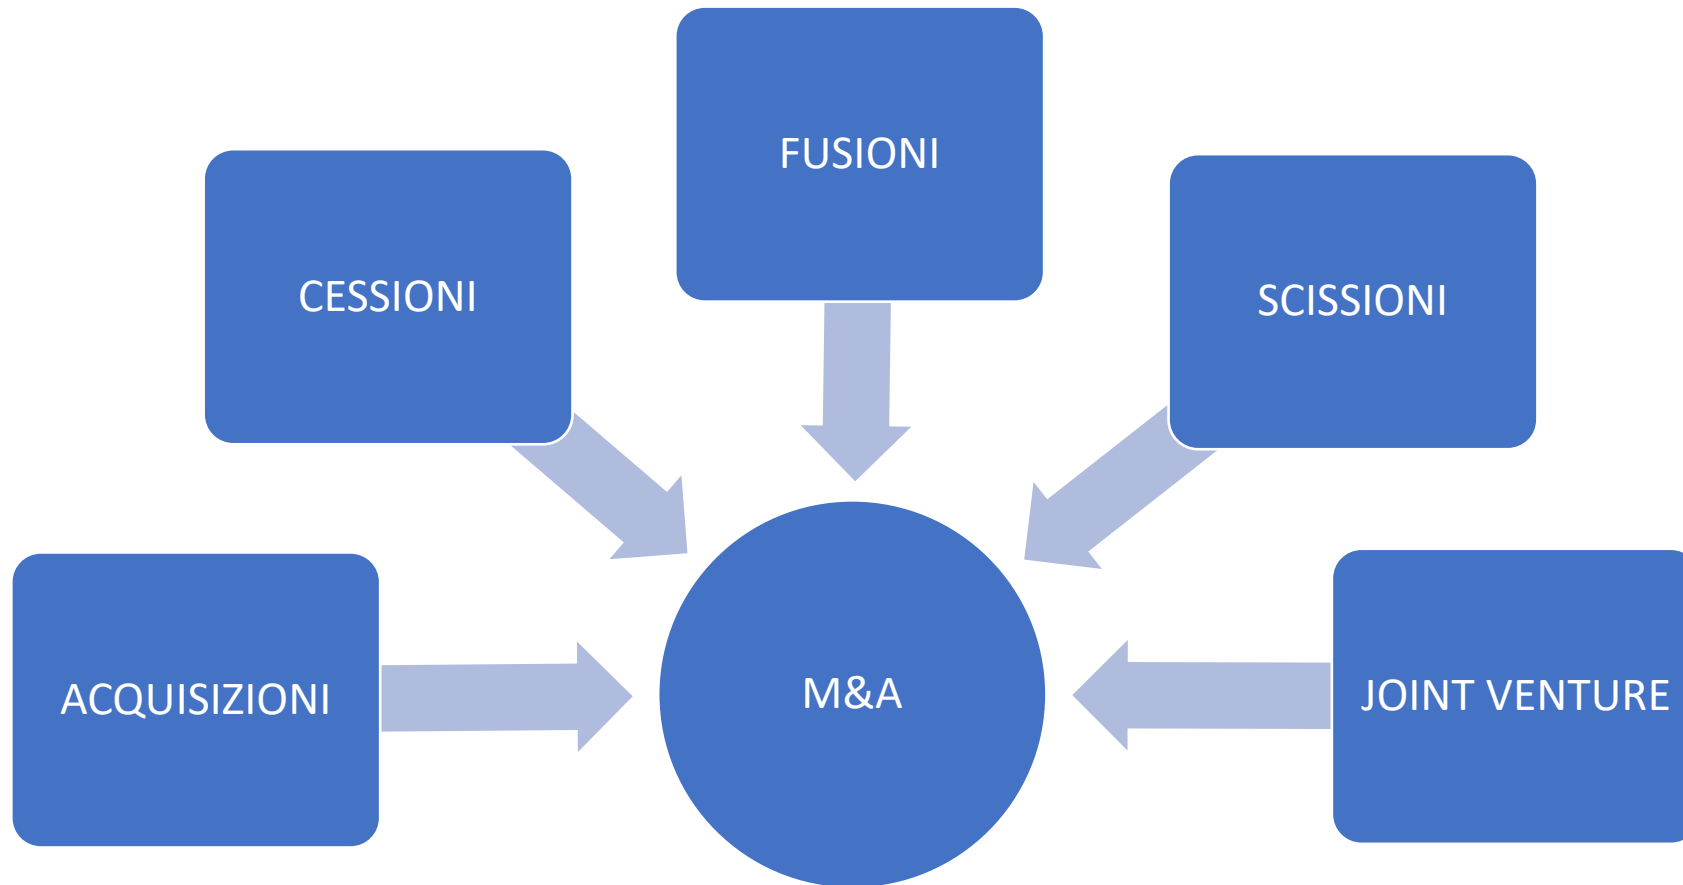 FUSIONI
CESSIONI
SCISSIONI
ACQUISIZIONI
M&A
JOINT VENTURE